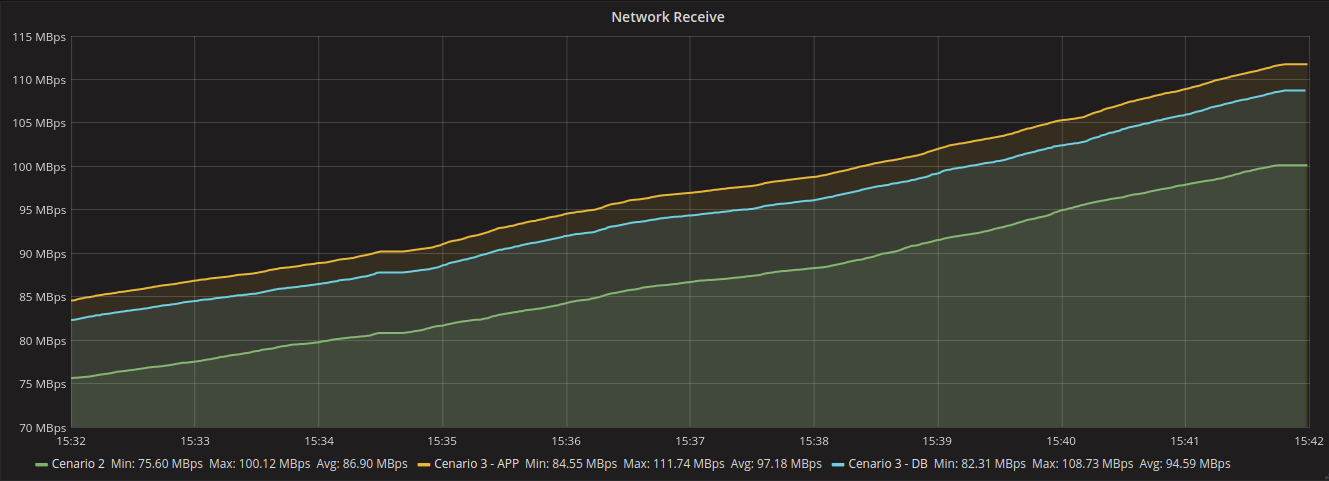 Network Receive
115 MBps
110 MBps
105 MBps
100 MBps
95 MBps
90 MBps
85 MBps
80 MBps
75 MBps
70 MBps
15:32 15:33 15:34 15:35 15:36 15:37 15:38 15:39 15:40 15:41 15:42
Cenario 2 Min: 75.60 MBps Max: 100.12 MBps Avg: 86.90 MBps Cenario 3 - APP Min: 84.55 MBps Max: 111.74 MBps Avg: 97.18 MBps Cenario 3 - DB Min: 82.31 MBps Max: 108.73 MBps Avg: 94.59 MBps